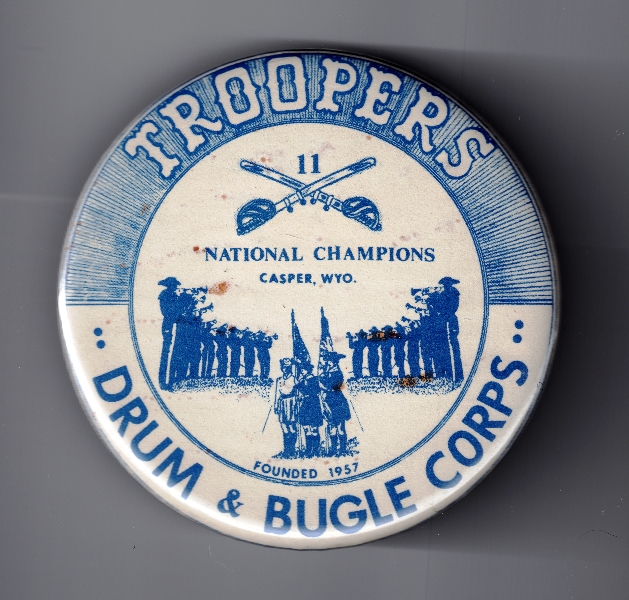 TROOPERS
11
NATIONAL CHAMPIONS
CASPER, WYO.
FOUNDED 1957
DRUM & BUGLE CORPS